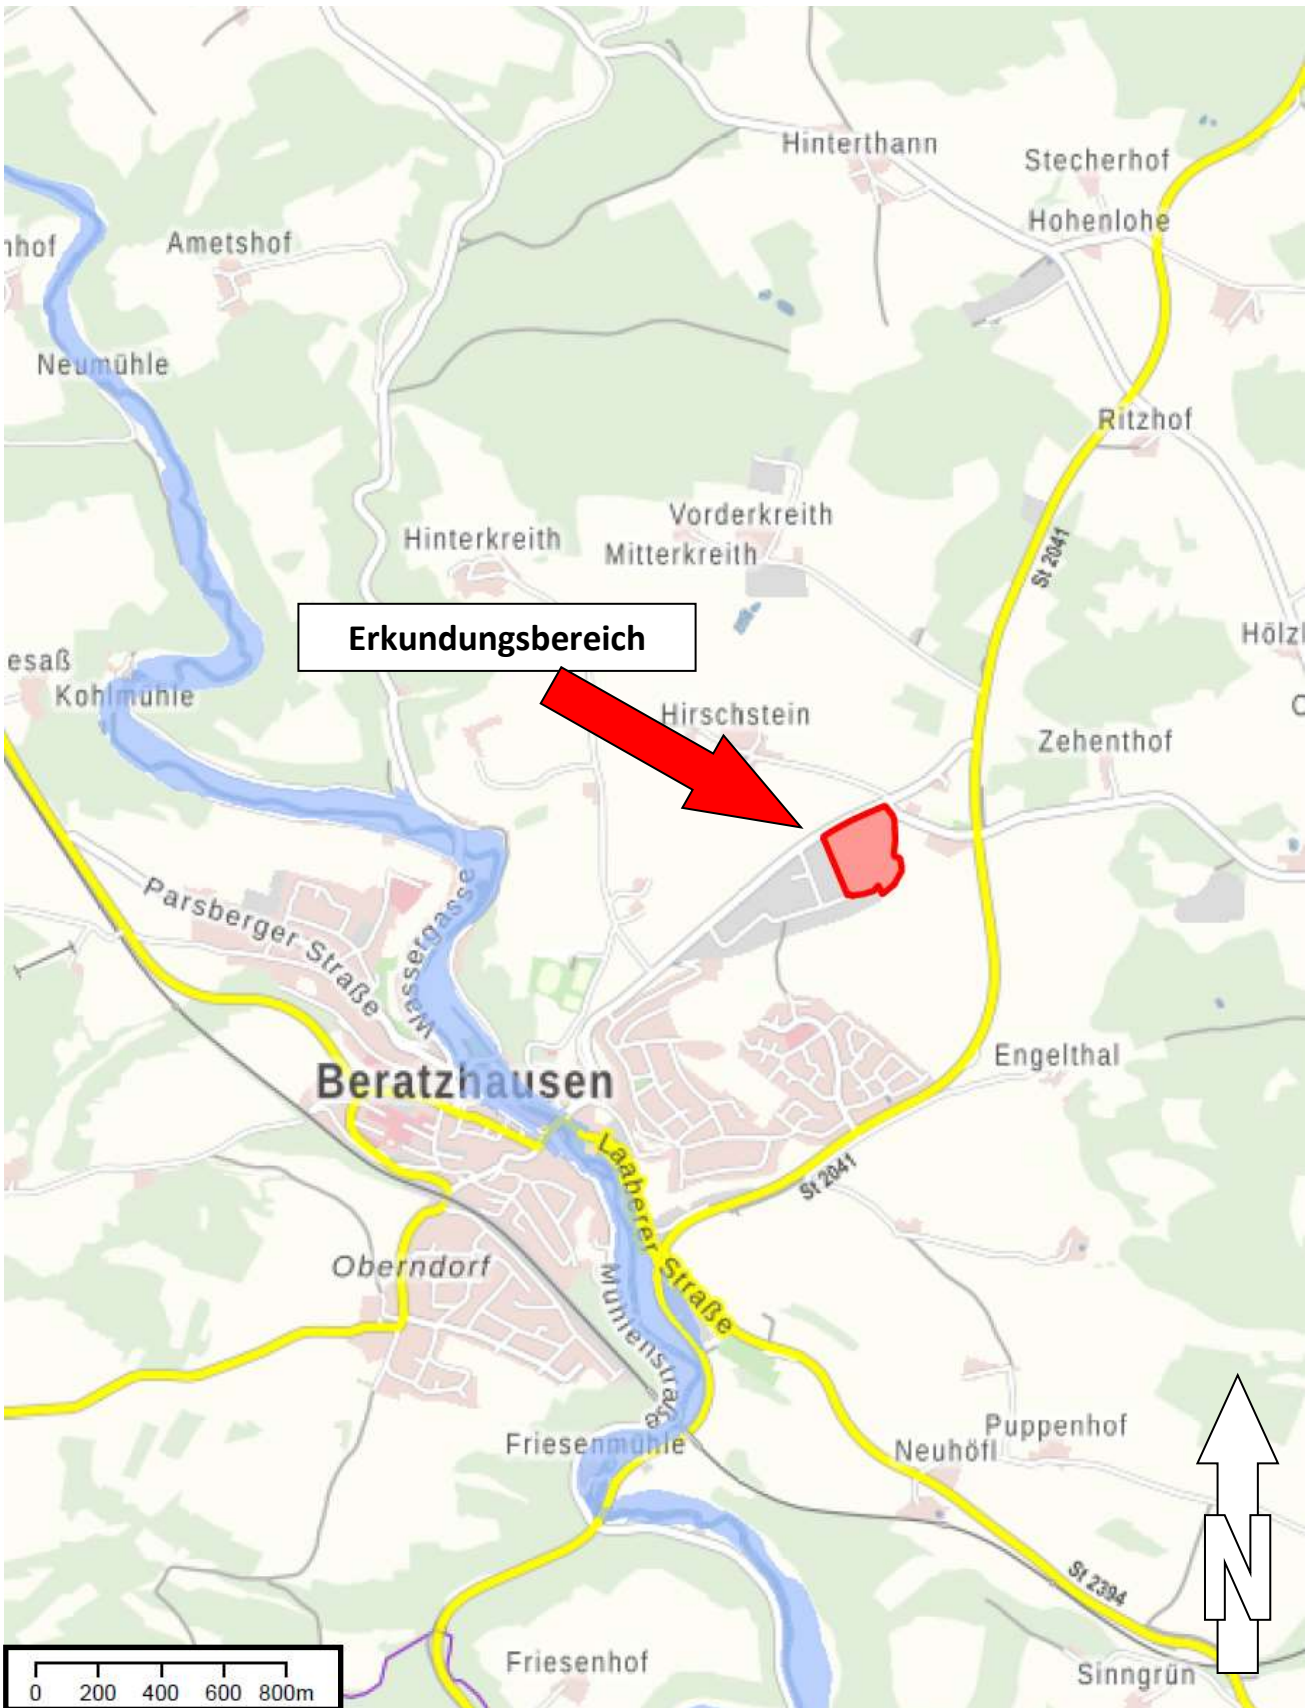 Hinterthann
Stecherhof
Hohenlohe
nhof
Ametshof
Neumühle
Ritzhof
Vorderkreith
Hinterkreith
Mitterkreith
St 2041
Erkundungsbereich
Hölzl
esaß
Kohlmühle
Hirschstein
Zehenthof
Parsberger Straße
Wassergasse
Engelthal
Beratzhausen
Laaberer Straße
St 2041
Oberndorf
Mühlenstraße
Puppenhof
Neuhöfl
Friesenmühle
N
St 2394
Friesenhof
Sinngrün
0 200 400 600 800m